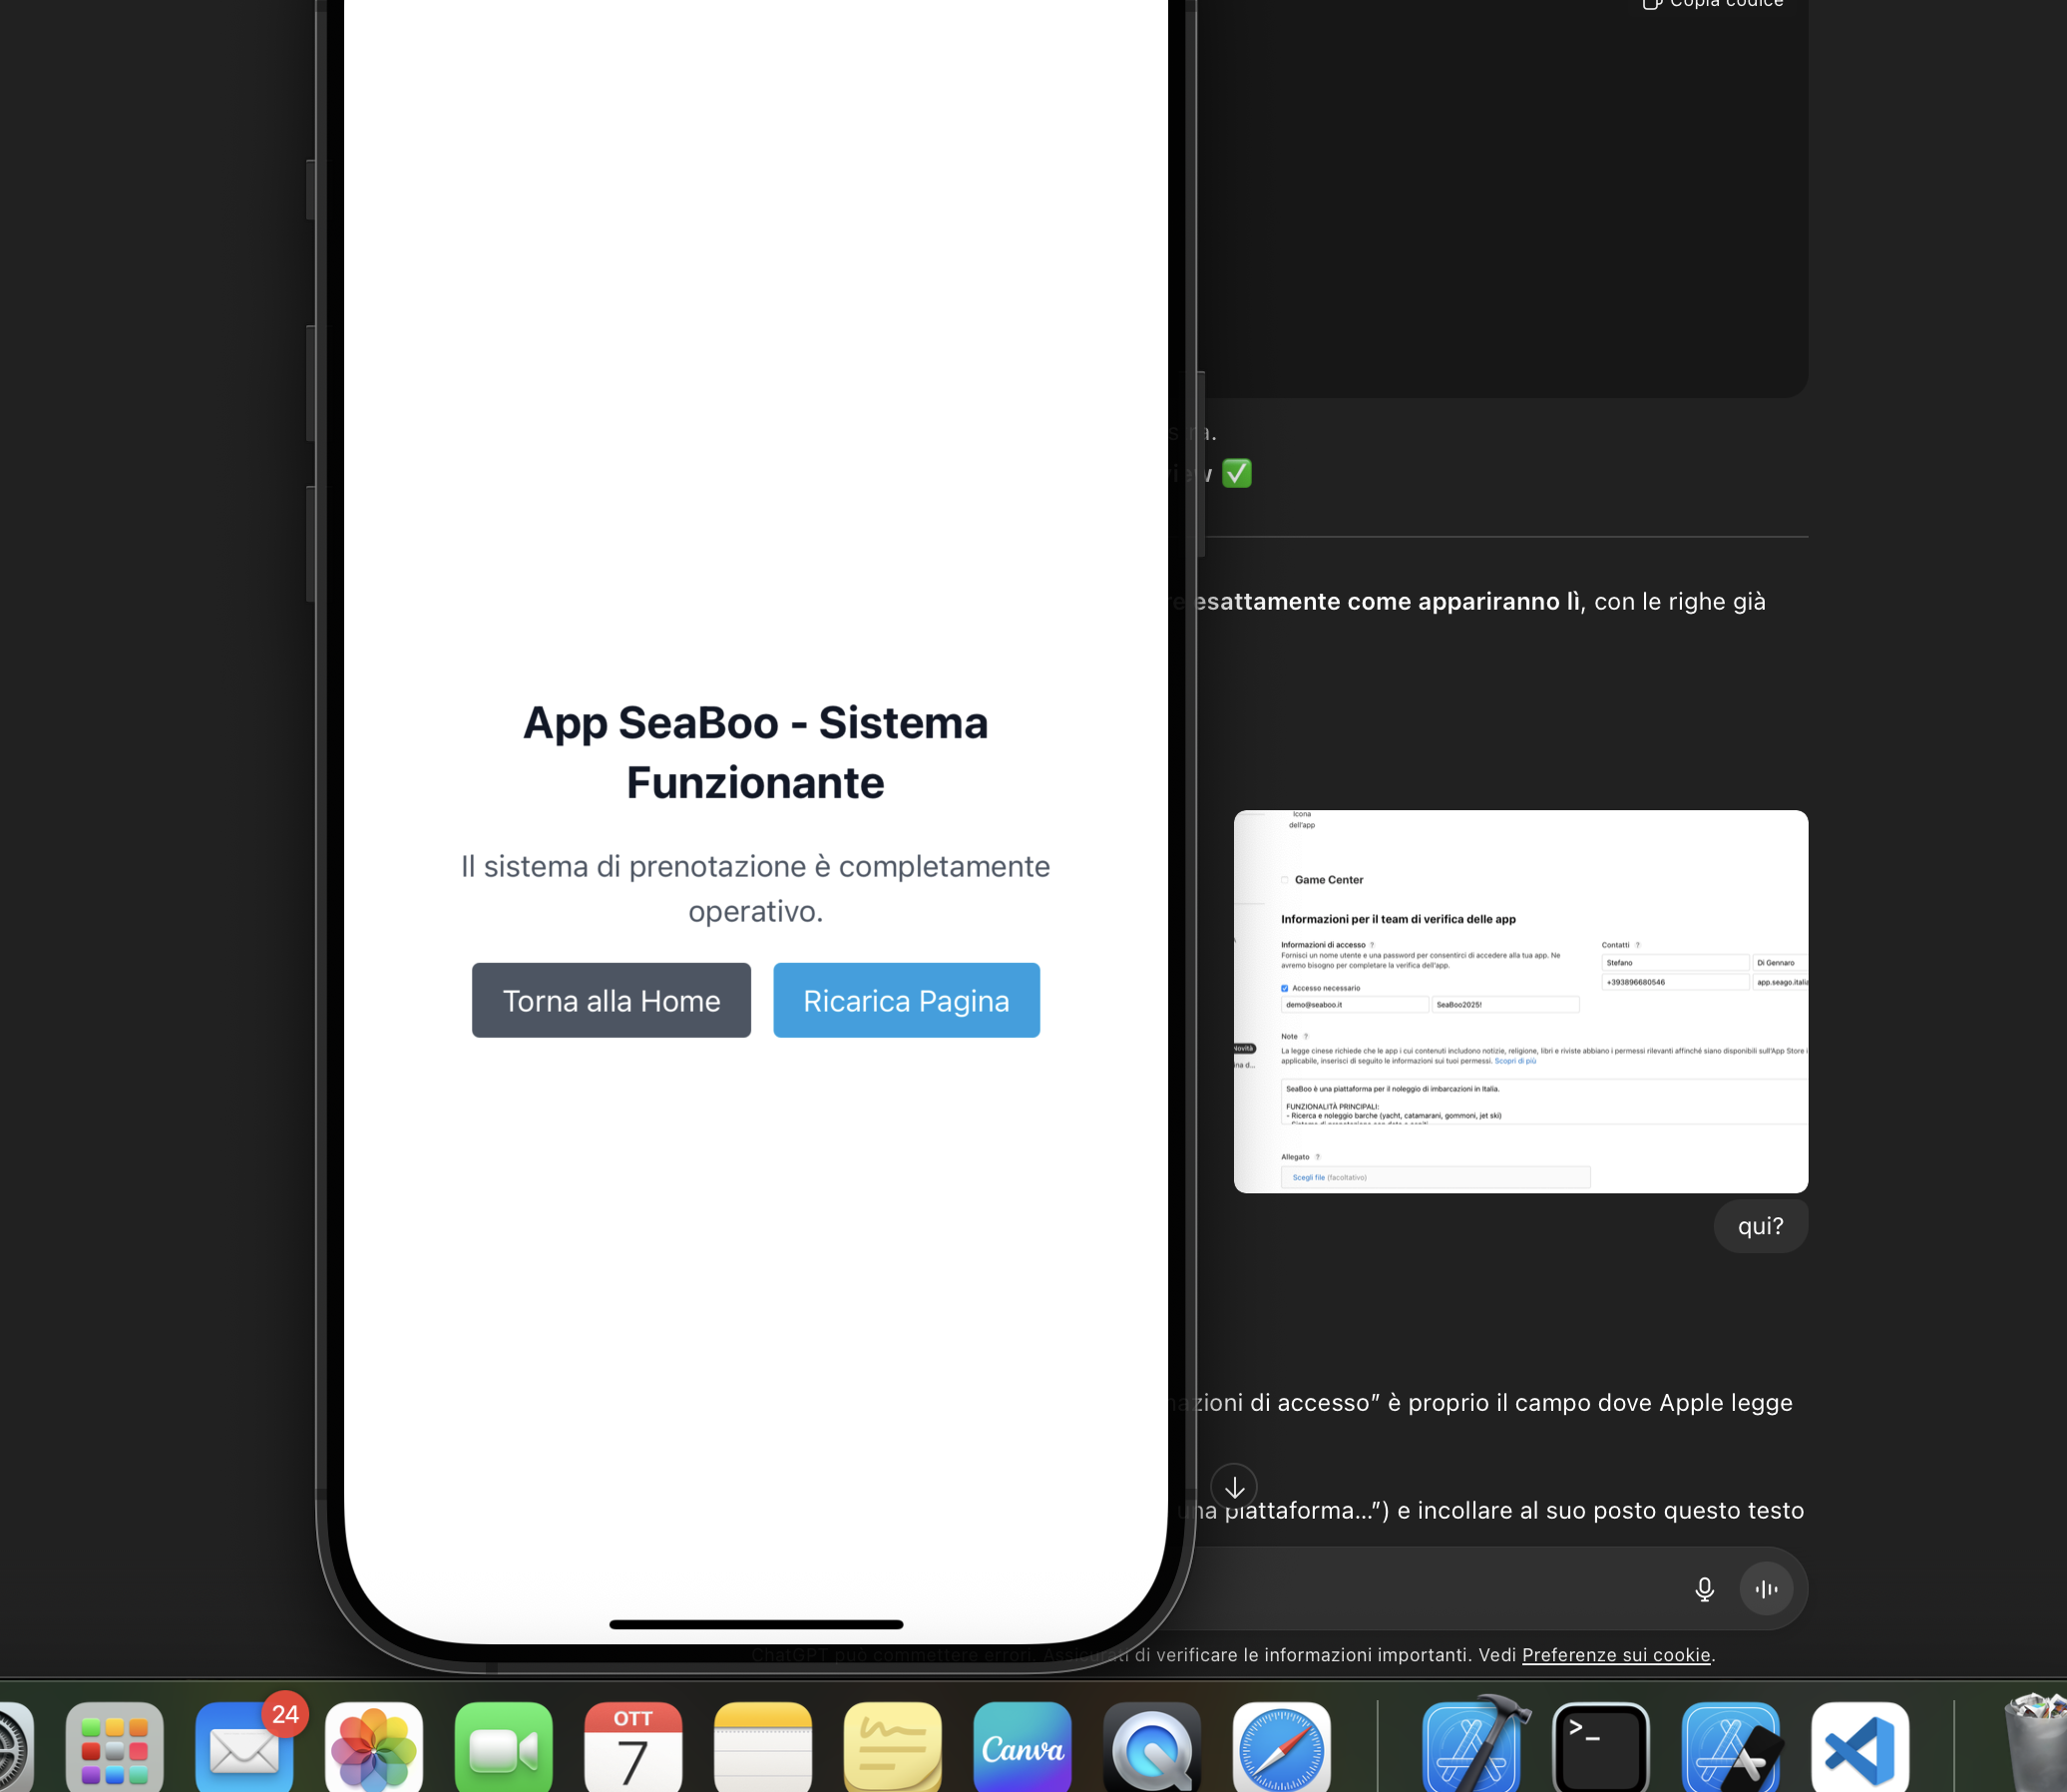 Copia codice
App SeaBoo - Sistema
Funzionante
Il sistema di prenotazione è completamente
operativo.
Torna alla Home
Ricarica Pagina
✅
esattamente come appariranno lì, con le righe già
Icona
dell'app
Game Center
Informazioni per il team di verifica delle app
Informazioni di accesso ?
Fornisci un nome utente e una password per consentirci di accedere alla tua app. Ne
avremo bisogno per completare la verifica dell'app.
Accesso necessario
demo@seaboo.it
SeaBoo2025!
Contatti ?
Stefano
Di Gennaro
+393896680546
app.seago.italia
Note ?
La legge cinese richiede che le app i cui contenuti includono notizie, religione, libri e riviste abbiano i permessi rilevanti affinché siano disponibili sull'App Store i
applicabile, inserisci di seguito le informazioni sui tuoi permessi. Scopri di più
Novità
SeaBoo è una piattaforma per il noleggio di imbarcazioni in Italia.
FUNZIONALITÀ PRINCIPALI:
- Ricerca e noleggio barche (yacht, catamarani, gommoni, jet ski)
Allegato ?
Scegli file (facoltativo)
qui?
azioni di accesso” è proprio il campo dove Apple legge
una piattaforma...”) e incollare al suo posto questo testo
ChatGPT può commettere errori. Assicurati di verificare le informazioni importanti. Vedi Preferenze sui cookie.
24
OTT
7
Canva
>_